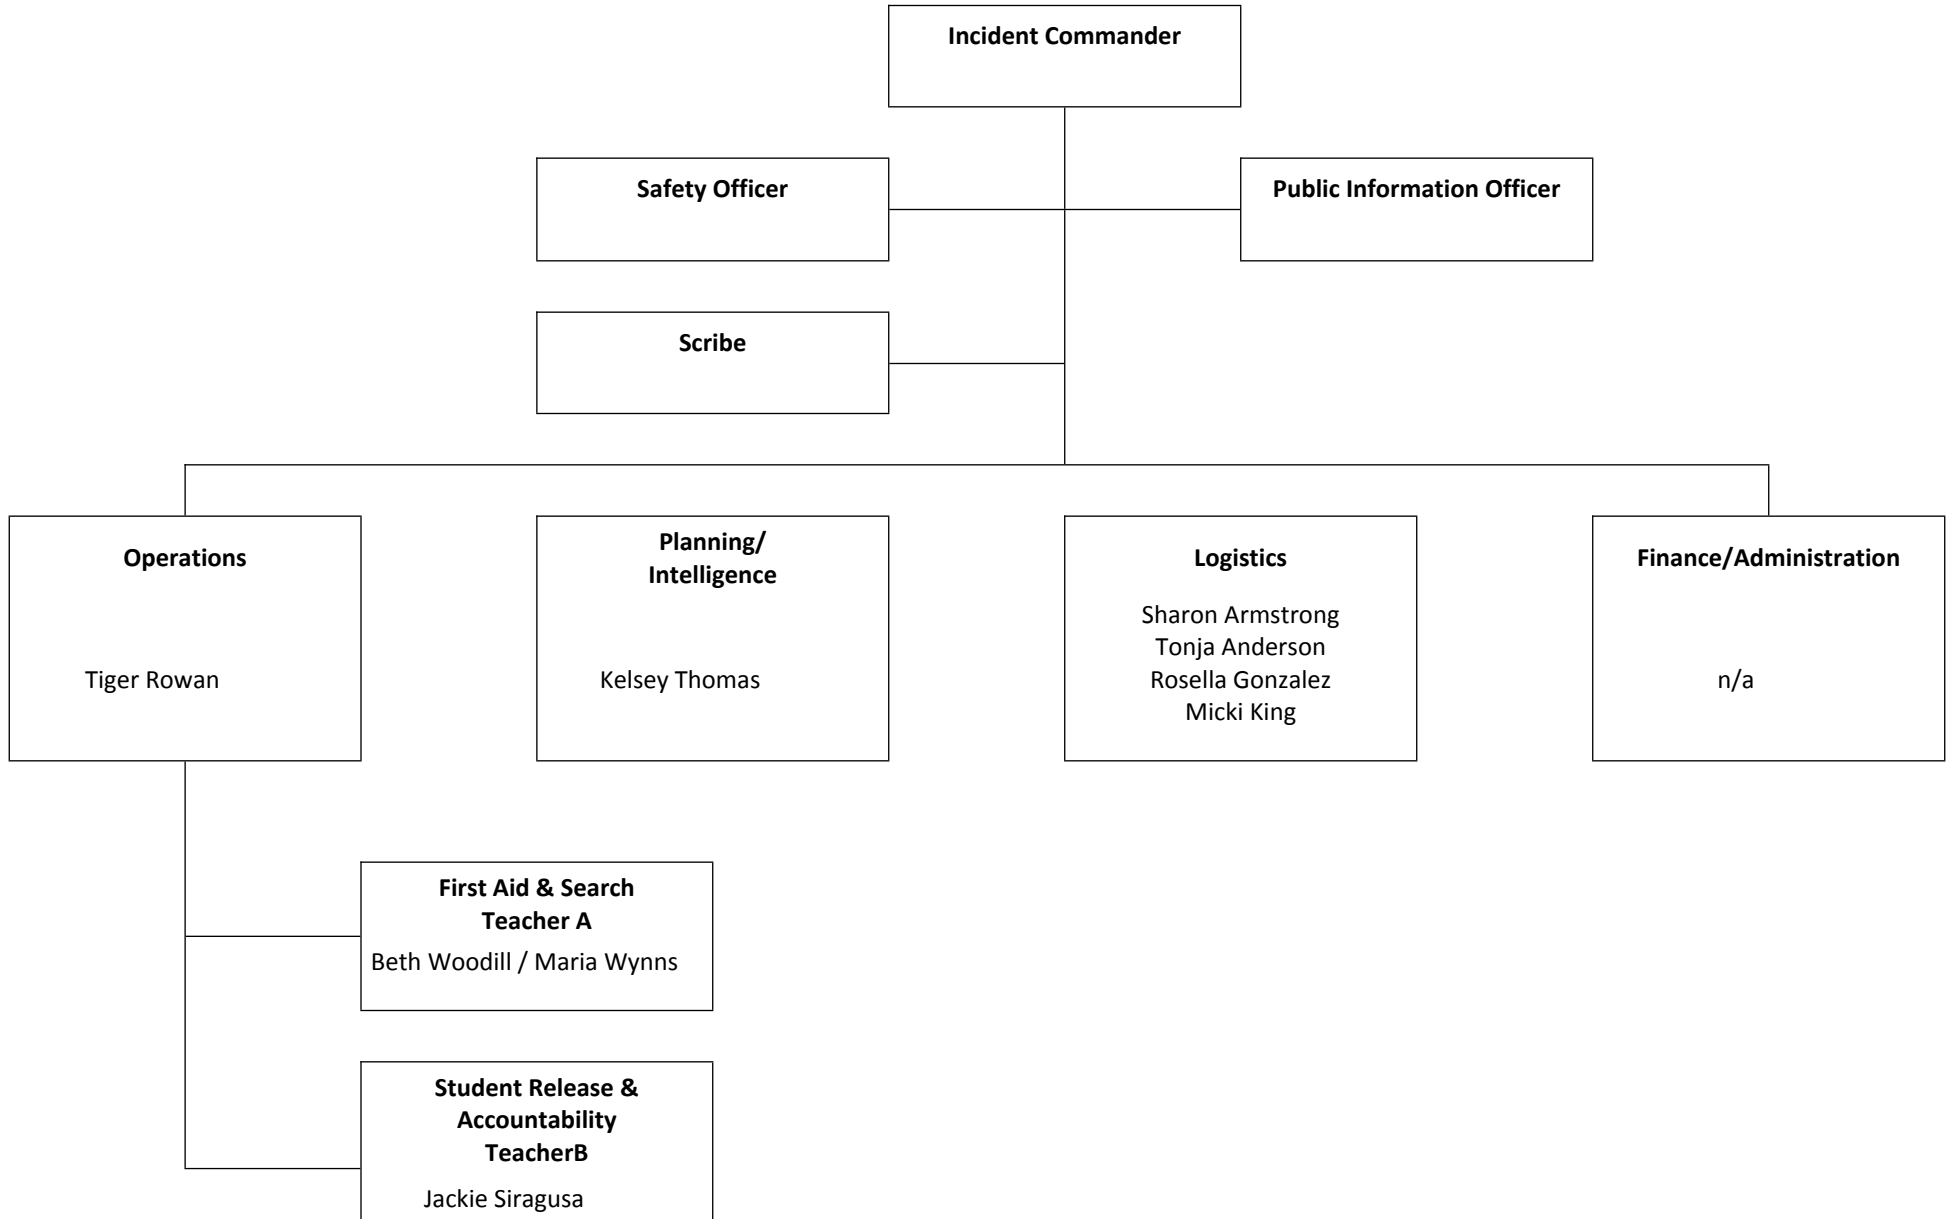 Incident Commander
Safety Officer
Public Information Officer
Scribe
Operations
Tiger Rowan
Planning/
Intelligence
Kelsey Thomas
Logistics
Sharon Armstrong
Tonja Anderson
Rosella Gonzalez
Micki King
Finance/Administration
n/a
First Aid & Search
Teacher A
Beth Woodill / Maria Wynns
Student Release &
Accountability
TeacherB
Jackie Siragusa